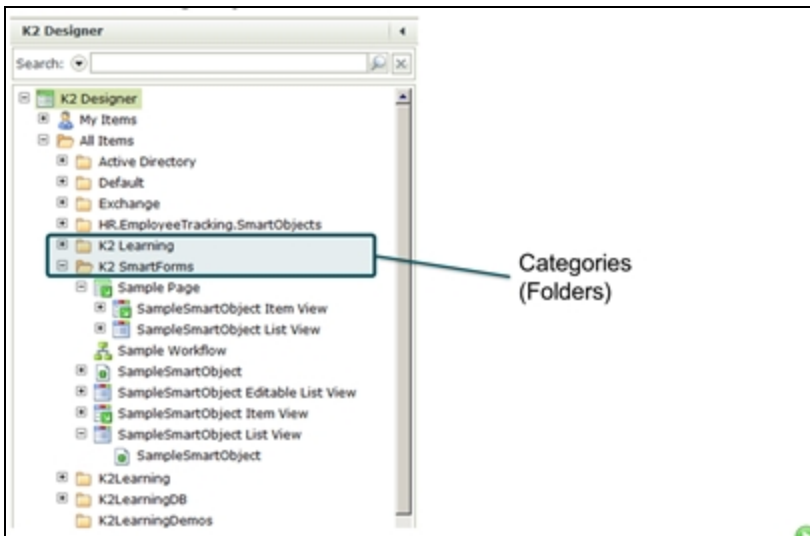 K2 Designer
Search:
K2 Designer
My Items
All Items
Active Directory
Default
Exchange
HR.EmployeeTracking.SmartObjects
K2 Learning
K2 SmartForms
Sample Page
SampleSmartObject Item View
SampleSmartObject List View
Sample Workflow
SampleSmartObject
SampleSmartObject Editable List View
SampleSmartObject Item View
SampleSmartObject List View
SampleSmartObject
K2Learning
K2LearningDB
K2LearningDemos
Categories
(Folders)